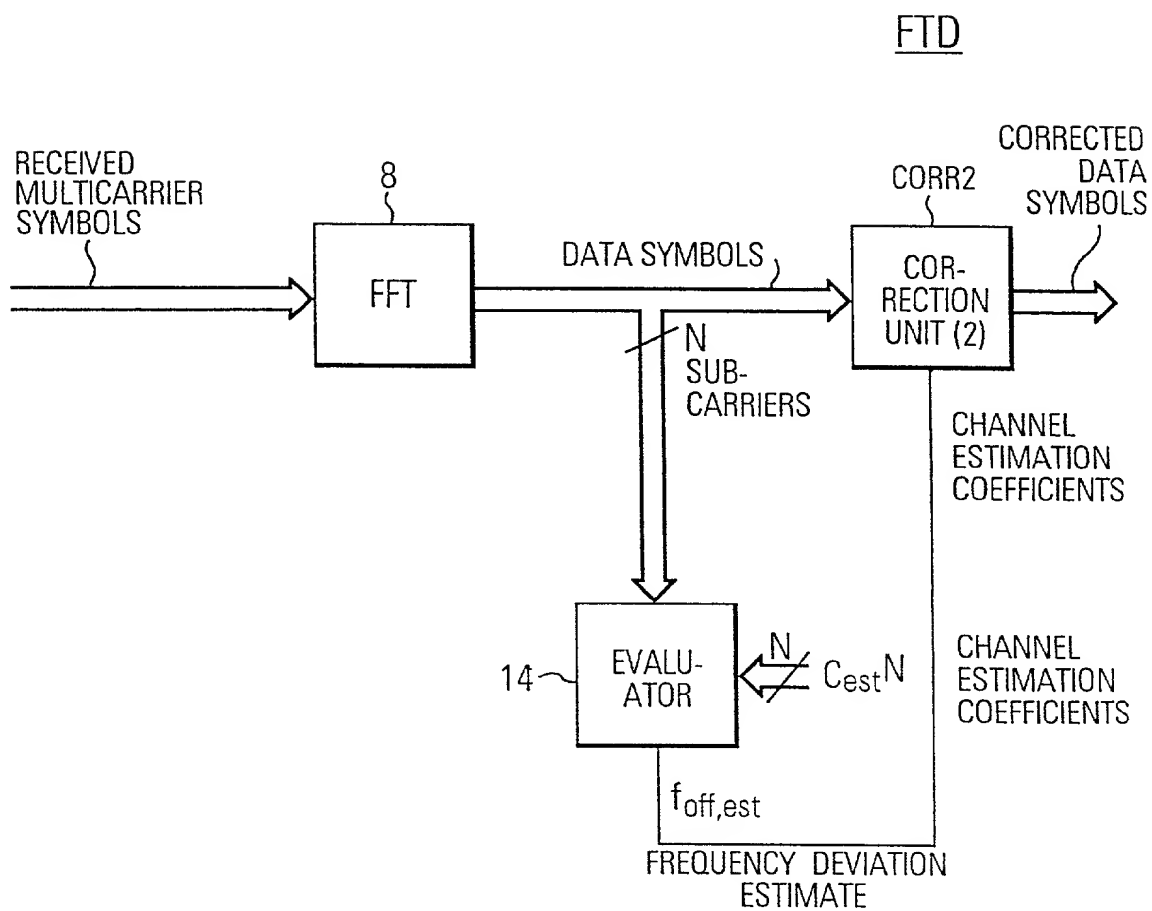 FTD
RECEIVED
MULTICARRIER
SYMBOLS
8
FFT
DATA SYMBOLS
N
SUB-
CARRIERS
CORR2
COR-
RECTION
UNIT (2)
CORRECTED
DATA
SYMBOLS
CHANNEL
ESTIMATION
COEFFICIENTS
14
EVALU-
ATOR
N
CestN
CHANNEL
ESTIMATION
COEFFICIENTS
foff,est
FREQUENCY DEVIATION
ESTIMATE